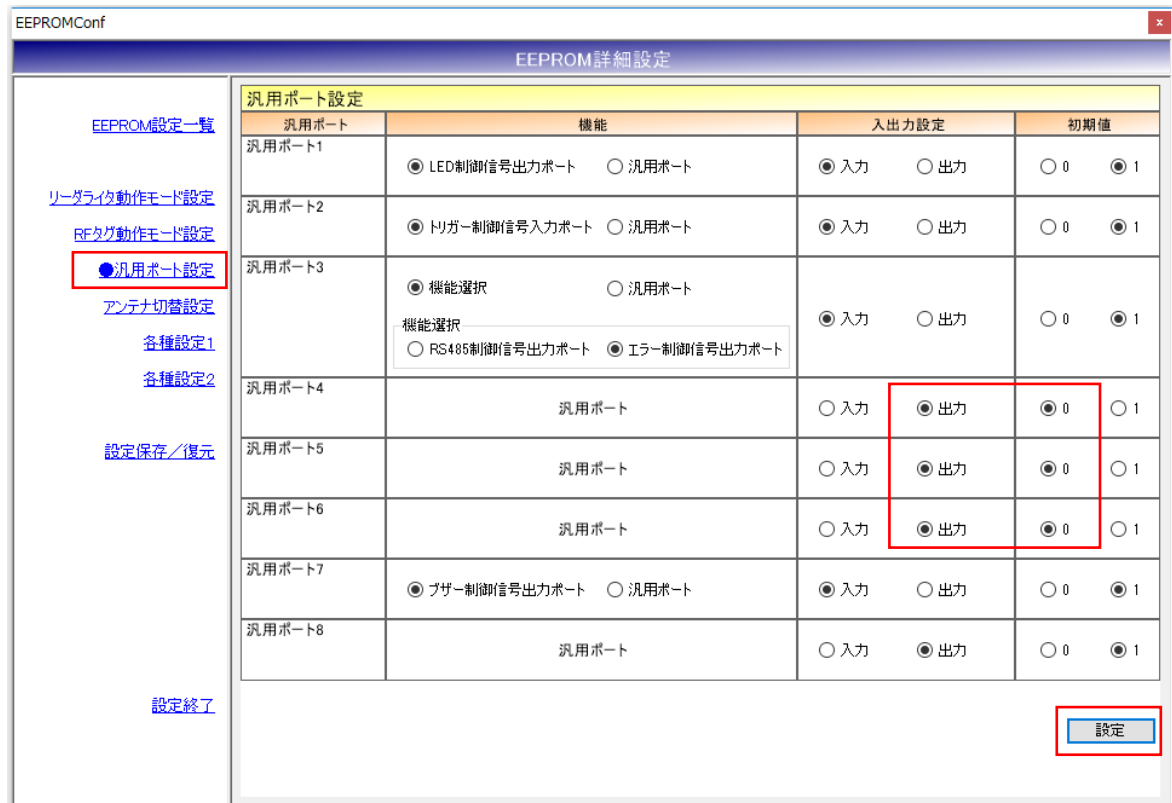 EEPROMConf
x
EEPROM詳細設定
EEPROM設定一覧
リーダライタ動作モード設定
RFタグ動作モード設定
●汎用ポート設定
アンテナ切替設定
各種設定1
各種設定2
設定保存／復元
設定終了
汎用ポート設定
汎用ポート 機能 入出力設定 初期値
汎用ポート1
LED制御信号出力ポート 汎用ポート 入力 出力 0 1
汎用ポート2
トリガー制御信号入力ポート 汎用ポート 入力 出力 0 1
汎用ポート3
機能選択 汎用ポート
機能選択
RS485制御信号出力ポート エラー制御信号出力ポート
入力 出力 0 1
汎用ポート4
汎用ポート 入力 出力 0 1
汎用ポート5
汎用ポート 入力 出力 0 1
汎用ポート6
汎用ポート 入力 出力 0 1
汎用ポート7
ブザー制御信号出力ポート 汎用ポート 入力 出力 0 1
汎用ポート8
汎用ポート 入力 出力 0 1
設定